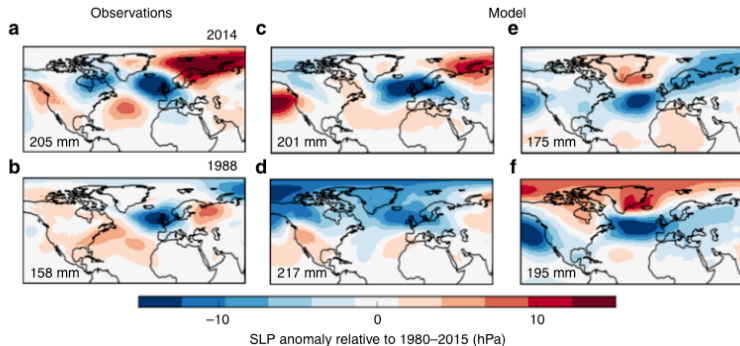 Observations
Model
a
2014
c
e
205 mm
201 mm
175 mm
b
1988
d
f
158 mm
217 mm
195 mm
−10
0
10
SLP anomaly relative to 1980–2015 (hPa)